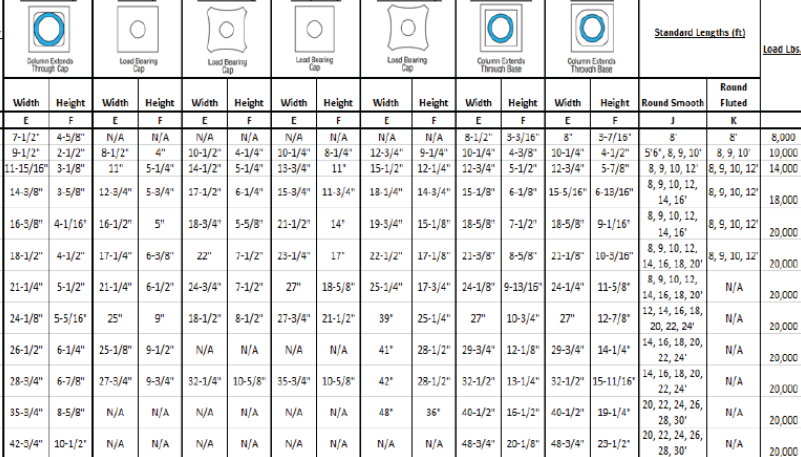 Standard Lengths (ft)
Load Lbs.
Column Extends Through Cap
Load Bearing Cap
Load Bearing Cap
Load Bearing Cap
Load Bearing Cap
Column Extends Through Base
Column Extends Through Base
Width Height Width Height Width Height Width Height Width Height Width Height Width Height Round Smooth Round Fluted
E F E F E F E F E F E F E F J K
7-1/2" 4-5/8" N/A N/A N/A N/A N/A N/A N/A N/A 8-1/2" 3-3/16" 8" 3-7/16" 8' 8' 8,000
9-1/2" 2-1/2" 8-1/2" 4" 10-1/2" 4-1/4" 10-1/4" 8-1/4" 12-3/4" 9-1/4" 10-1/4" 4-3/8" 10-1/4" 4-1/2" 5'6", 8, 9, 10' 8, 9, 10' 10,000
11-15/16" 3-1/8" 11" 5-1/4" 14-1/2" 5-1/4" 13-3/4" 11" 15-1/2" 12-1/4" 12-3/4" 5-1/2" 12-3/4" 5-7/8" 8, 9, 10, 12' 8, 9, 10, 12' 14,000
14-3/8" 3-5/8" 12-3/4" 5-3/4" 17-1/2" 6-1/4" 15-3/4" 11-3/4" 18-1/4" 14-3/4" 15-1/8" 6-1/8" 15-5/16" 6-13/16" 8, 9, 10, 12, 14, 16' 8, 9, 10, 12' 18,000
16-3/8" 4-1/16" 16-1/2" 5" 18-3/4" 5-5/8" 21-1/2" 14" 19-3/4" 15-1/8" 18-5/8" 7-1/2" 18-5/8" 9-1/16" 8, 9, 10, 12, 14, 16' 8, 9, 10, 12' 20,000
18-1/2" 4-1/2" 17-1/4" 6-3/8" 22" 7-1/2" 23-1/4" 17" 22-1/2" 17-1/8" 21-3/8" 8-5/8" 21-1/8" 10-3/16" 8, 9, 10, 12, 14, 16, 18, 20' 8, 9, 10, 12' 20,000
21-1/4" 5-1/2" 21-1/4" 6-1/2" 24-3/4" 7-1/2" 27" 18-5/8" 25-1/4" 17-3/4" 24-1/8" 9-13/16" 24-1/4" 11-5/8" 8, 9, 10, 12, 14, 16, 18, 20' N/A 20,000
24-1/8" 5-5/16" 25" 9" 18-1/2" 8-1/2" 27-3/4" 21-1/2" 39" 25-1/4" 27" 10-3/4" 27" 12-7/8" 12, 14, 16, 18, 20, 22, 24' N/A 20,000
26-1/2" 6-1/4" 25-1/8" 9-1/2" N/A N/A N/A N/A 41" 28-1/2" 29-3/4" 12-1/8" 29-3/4" 14-1/4" 14, 16, 18, 20, 22, 24' N/A 20,000
28-3/4" 6-7/8" 27-3/4" 9-3/4" 32-1/4" 10-5/8" 35-3/4" 10-5/8" 42" 28-1/2" 32-1/2" 13-1/4" 32-1/2" 15-11/16" 14, 16, 18, 20, 22, 24' N/A 20,000
35-3/4" 8-5/8" N/A N/A N/A N/A N/A N/A 48" 36" 40-1/2" 16-1/2" 40-1/2" 19-1/4" 20, 22, 24, 26, 28, 30' N/A 20,000
42-3/4" 10-1/2" N/A N/A N/A N/A N/A N/A N/A N/A 48-3/4" 20-1/8" 48-3/4" 23-1/2" 20, 22, 24, 26, 28, 30' N/A 20,000